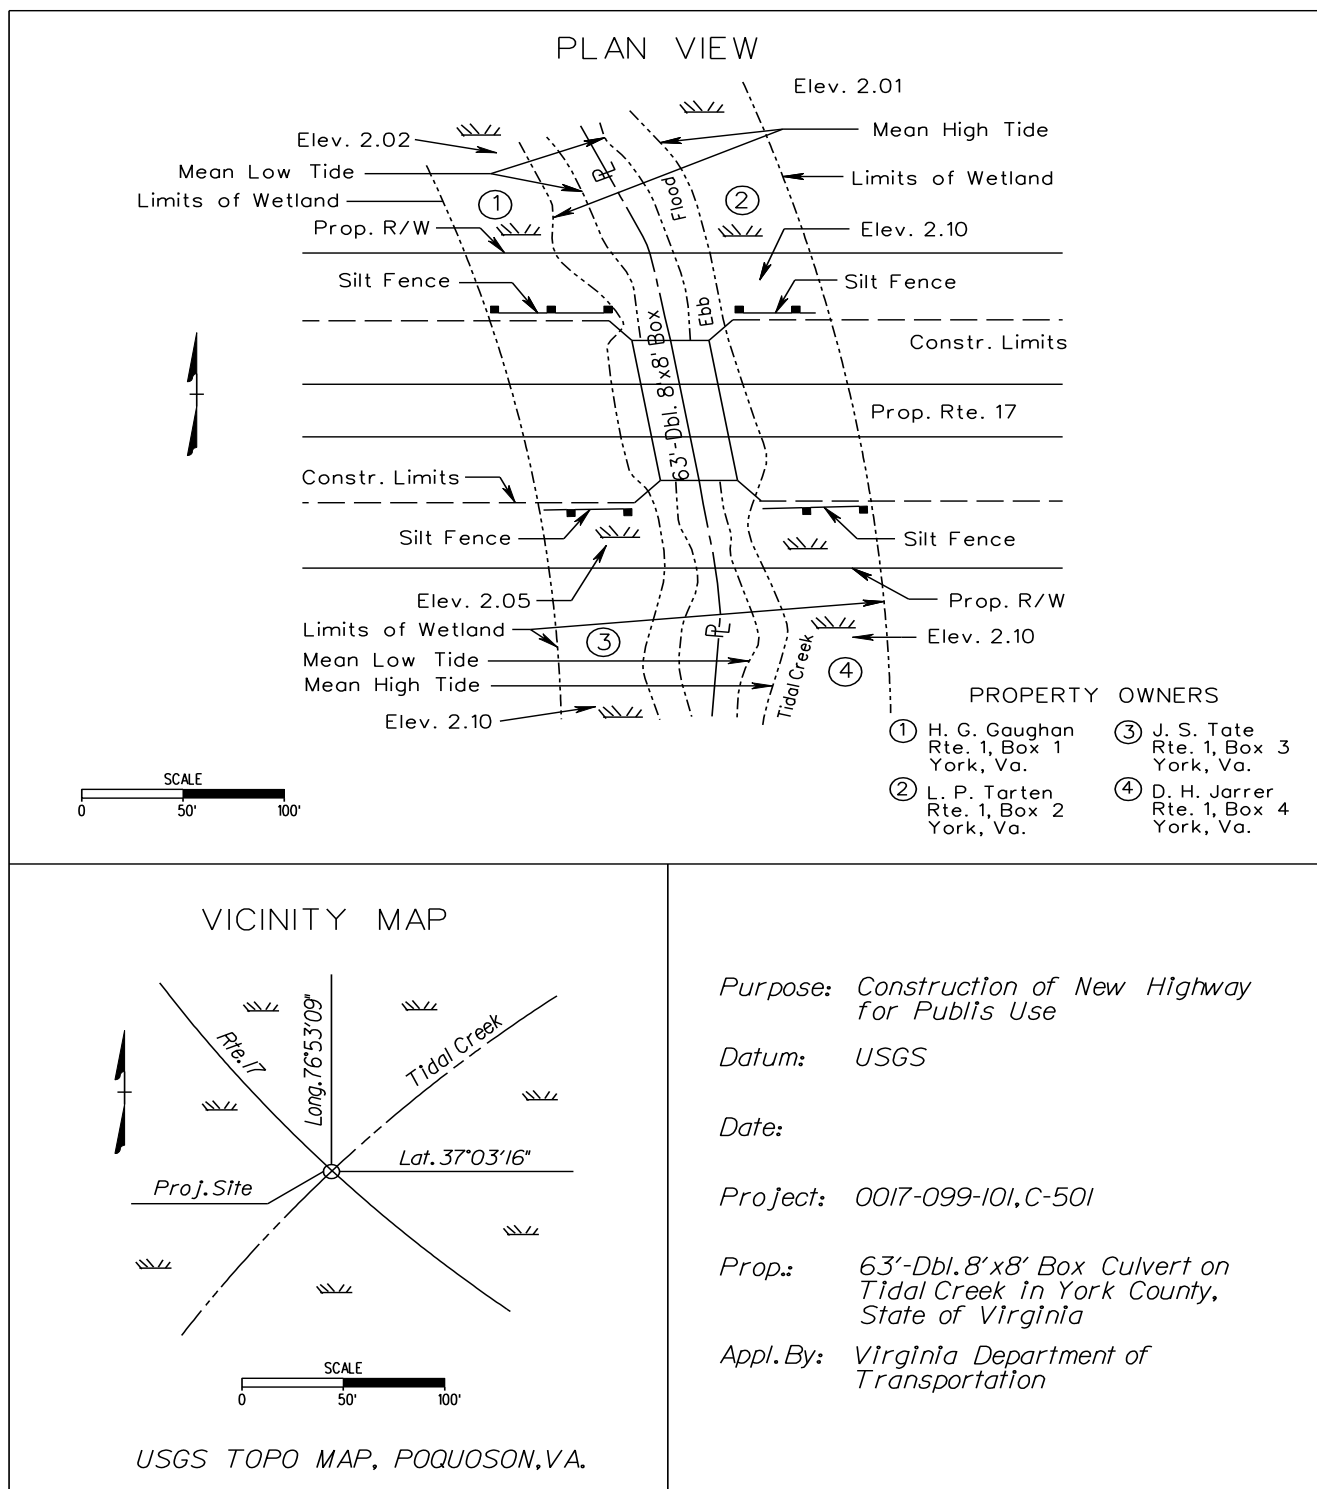 PLAN VIEW
Elev. 2.01
Mean High Tide
Elev. 2.02
Mean Low Tide
Limits of Wetland
Limits of Wetland
PL
Flood
1
2
Prop. R/W
Elev. 2.10
Silt Fence
Silt Fence
Ebb
63'-Dbl. 8'x8' Box
Constr. Limits
Prop. Rte. 17
Constr. Limits
Silt Fence
Silt Fence
Elev. 2.05
Prop. R/W
Limits of Wetland
3
PL
Elev. 2.10
Mean Low Tide
Mean High Tide
Tidal Creek
4
Elev. 2.10
PROPERTY OWNERS
1 H. G. Gaughan
Rte. 1, Box 1
York, Va.
2 L. P. Tarten
Rte. 1, Box 2
York, Va.
3 J. S. Tate
Rte. 1, Box 3
York, Va.
4 D. H. Jarrer
Rte. 1, Box 4
York, Va.
SCALE
0 50' 100'
VICINITY MAP
Rte. 17
Long. 76°53'09"
Tidal Creek
Lat. 37°03'16"
Proj. Site
SCALE
0 50' 100'
USGS TOPO MAP, POQUOSON, VA.
Purpose: Construction of New Highway
for Publis Use
Datum: USGS
Date:
Project: 0017-099-101, C-501
Prop.: 63'-Dbl. 8'x8' Box Culvert on
Tidal Creek in York County,
State of Virginia
Appl. By: Virginia Department of
Transportation